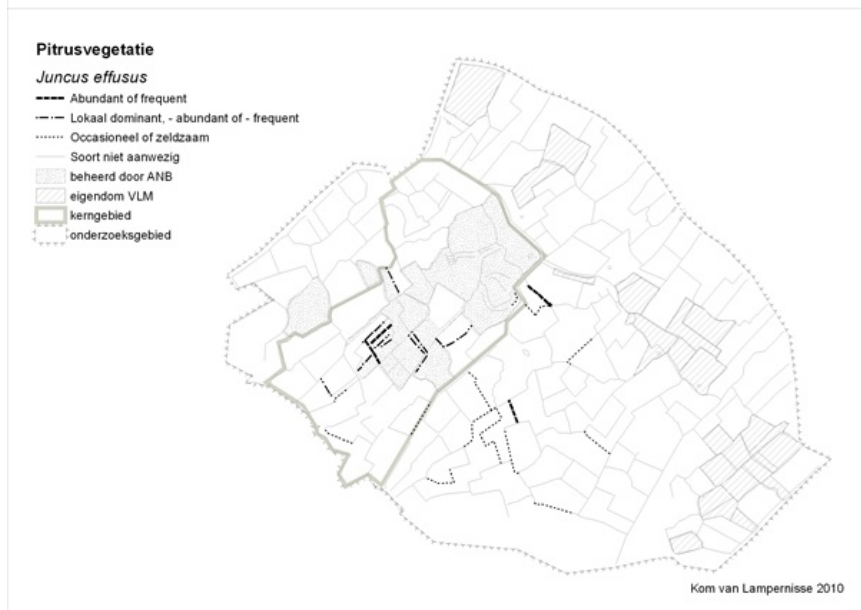 Pitrusvegetatie
Juncus effusus
Abundant of frequent
Lokaal dominant, - abundant of - frequent
Occasioneel of zeldzaam
Soort niet aanwezig
beheerd door ANB
eigendom VLM
kerngebied
onderzoeksgebied
Kom van Lampernisse 2010